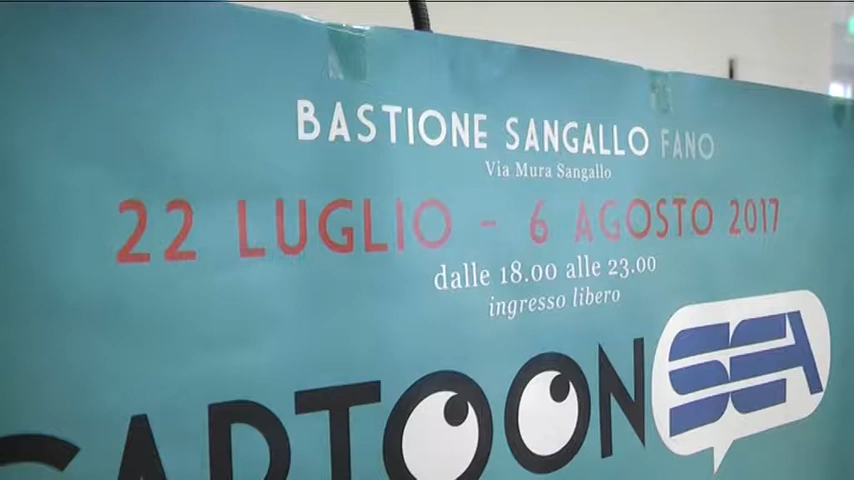 BASTIONE SANGALLO FANO
Via Mura Sangallo
22 LUGLIO - 6 AGOSTO 2017
dalle 18.00 alle 23.00
ingresso libero
CARTOON SEA